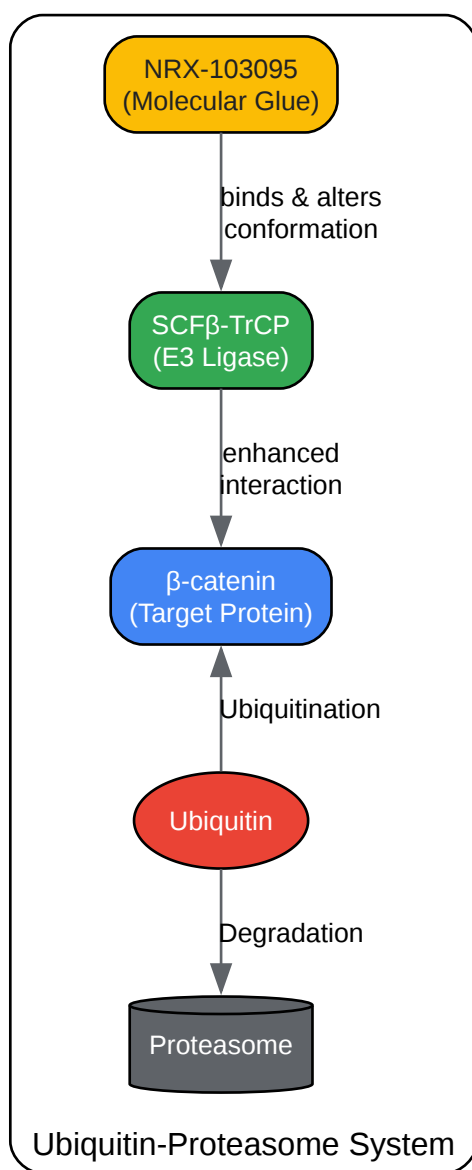 NRX-103095
(Molecular Glue)
binds & alters
conformation
SCFβ-TrCP
(E3 Ligase)
enhanced
interaction
β-catenin
(Target Protein)
Ubiquitination
Ubiquitin
Degradation
Proteasome
Ubiquitin-Proteasome System